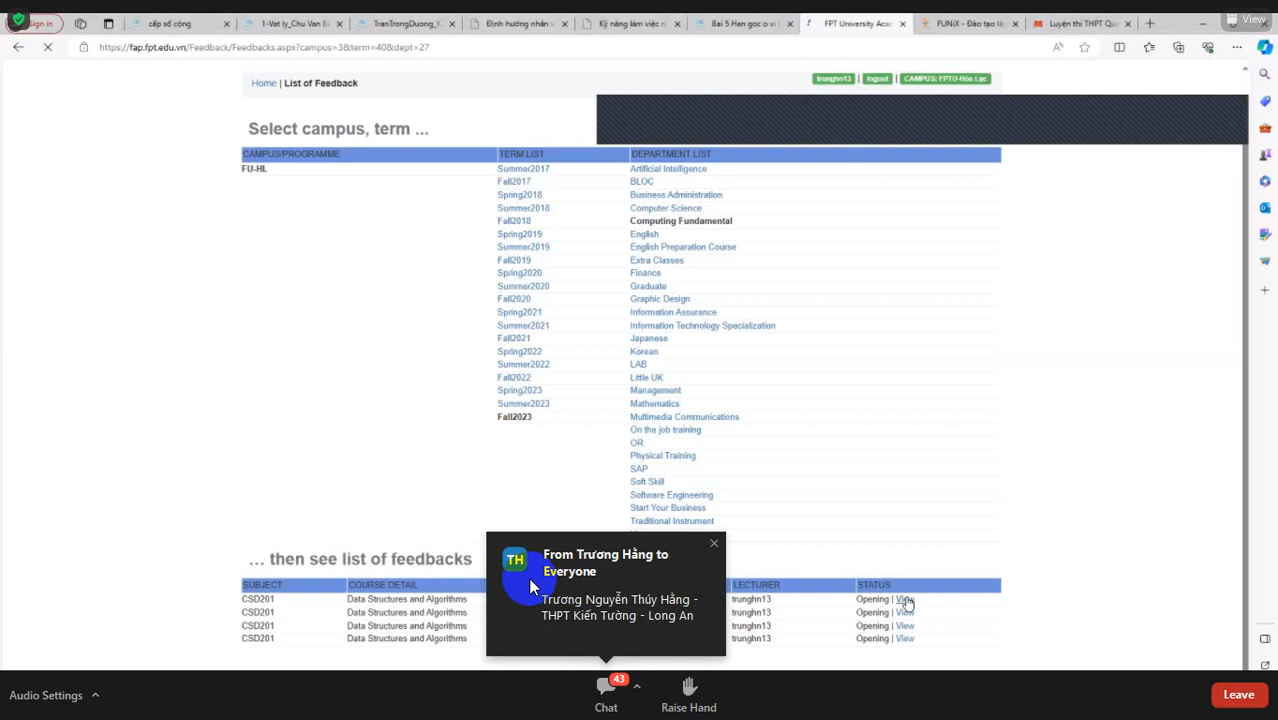 Sign in
cấp số cộng
1-Vat ly_Chu Van Bi
TranTrongDuong_K
Định hướng nhân v
Kỹ năng làm việc n
Bai 5 Han goc o vi
FPT University Aca
FUNiX - Đào tạo lậ
Luyện thi THPT Qu
View
https://fap.fpt.edu.vn/Feedback/Feedbacks.aspx?campus=3&term=40&dept=27
Home | List of Feedback
trunghn13 | logout | CAMPUS: FPTU-Hòa Lạc
Select campus, term ...
CAMPUS/PROGRAMME TERM LIST DEPARTMENT LIST
FU-HL Summer2017 Artificial Intelligence
Fall2017 BLOC
Spring2018 Business Administration
Summer2018 Computer Science
Fall2018 Computing Fundamental
Spring2019 English
Summer2019 English Preparation Course
Fall2019 Extra Classes
Spring2020 Finance
Summer2020 Graduate
Fall2020 Graphic Design
Spring2021 Information Assurance
Summer2021 Information Technology Specialization
Fall2021 Japanese
Spring2022 Korean
Summer2022 LAB
Fall2022 Little UK
Spring2023 Management
Summer2023 Mathematics
Fall2023 Multimedia Communications
On the job training
OR
Physical Training
SAP
Soft Skill
Software Engineering
Start Your Business
Traditional Instrument
... then see list of feedbacks
SUBJECT COURSE DETAIL LECTURER STATUS
CSD201 Data Structures and Algorithms trunghn13 Opening | View
CSD201 Data Structures and Algorithms trunghn13 Opening | View
CSD201 Data Structures and Algorithms trunghn13 Opening | View
CSD201 Data Structures and Algorithms trunghn13 Opening | View
TH
From Trương Hằng to
Everyone
Trương Nguyễn Thúy Hằng -
THPT Kiến Tường - Long An
Audio Settings
43
Chat
Raise Hand
Leave